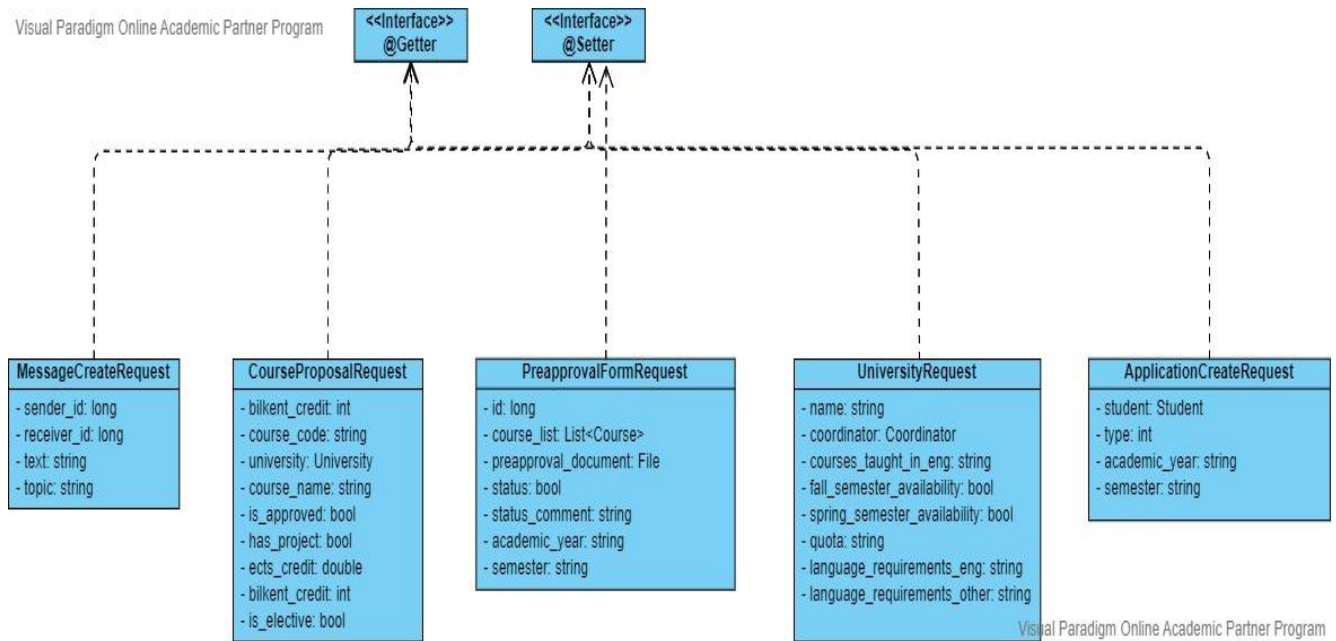 Visual Paradigm Online Academic Partner Program
<<Interface>>
@Getter
<<Interface>>
@Setter
MessageCreateRequest
- sender_id: long
- receiver_id: long
- text: string
- topic: string
CourseProposalRequest
- bilkent_credit: int
- course_code: string
- university: University
- course_name: string
- is_approved: bool
- has_project: bool
- ects_credit: double
- bilkent_credit: int
- is_elective: bool
PreapprovalFormRequest
- id: long
- course_list: List<Course>
- preapproval_document: File
- status: bool
- status_comment: string
- academic_year: string
- semester: string
UniversityRequest
- name: string
- coordinator: Coordinator
- courses_taught_in_eng: string
- fall_semester_availability: bool
- spring_semester_availability: bool
- quota: string
- language_requirements_eng: string
- language_requirements_other: string
ApplicationCreateRequest
- student: Student
- type: int
- academic_year: string
- semester: string
Visual Paradigm Online Academic Partner Program